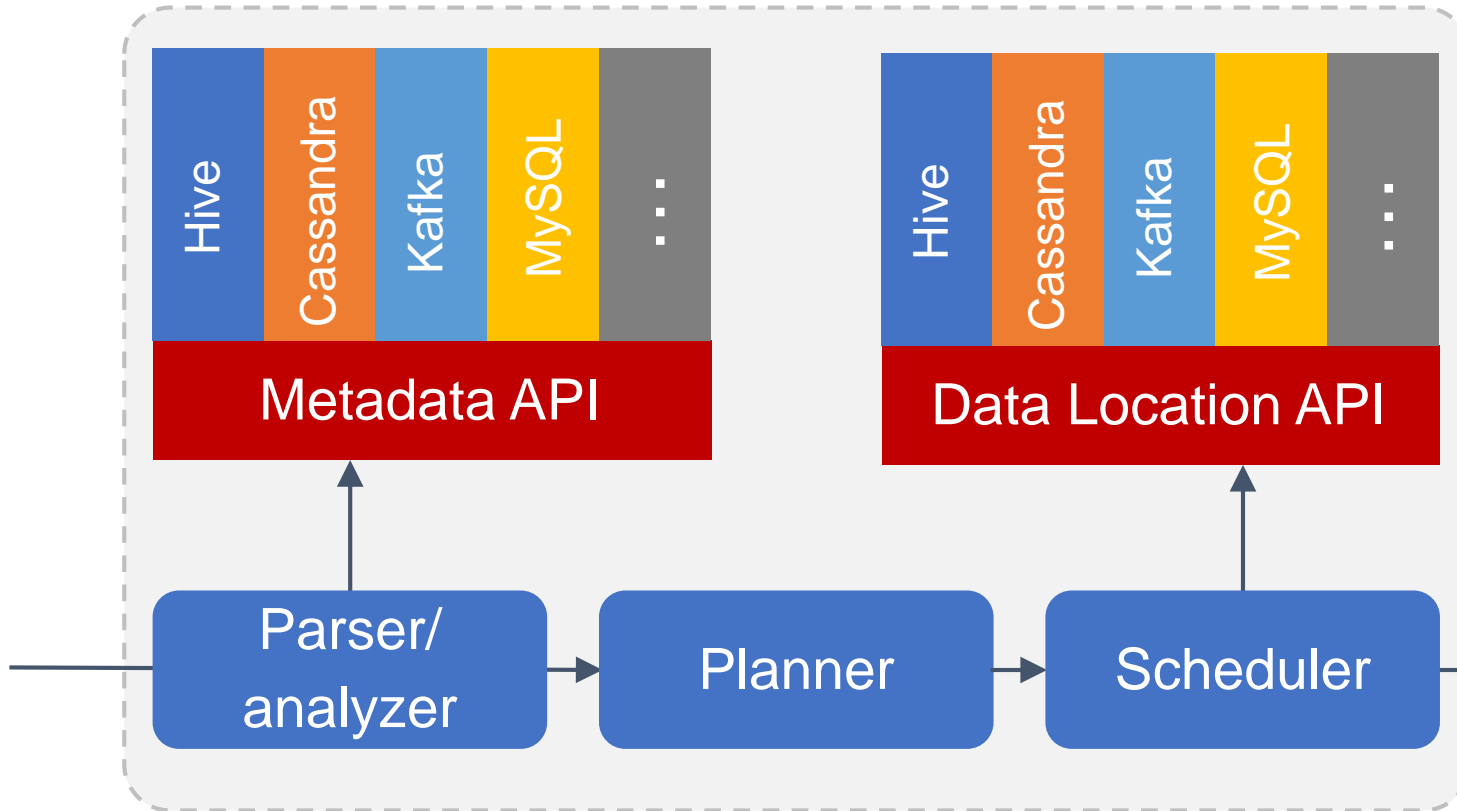 Hive
Cassandra
Kafka
MySQL
...
Metadata API
Hive
Cassandra
Kafka
MySQL
...
Data Location API
Parser/
analyzer
Planner
Scheduler